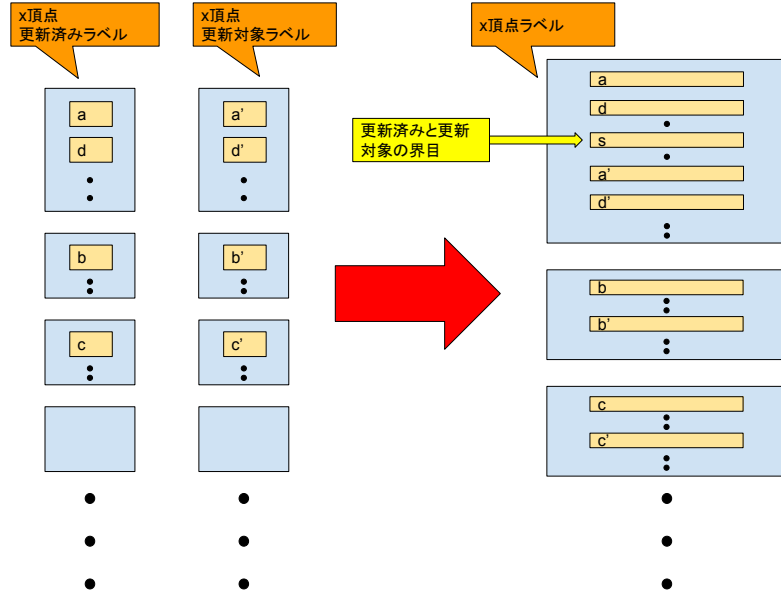 x頂点
更新済みラベル
x頂点
更新対象ラベル
x頂点ラベル
a
d
b
c
a'
d'
b'
c'
更新済みと更新
対象の界目
a
d
s
a'
d'
b
b'
c
c'